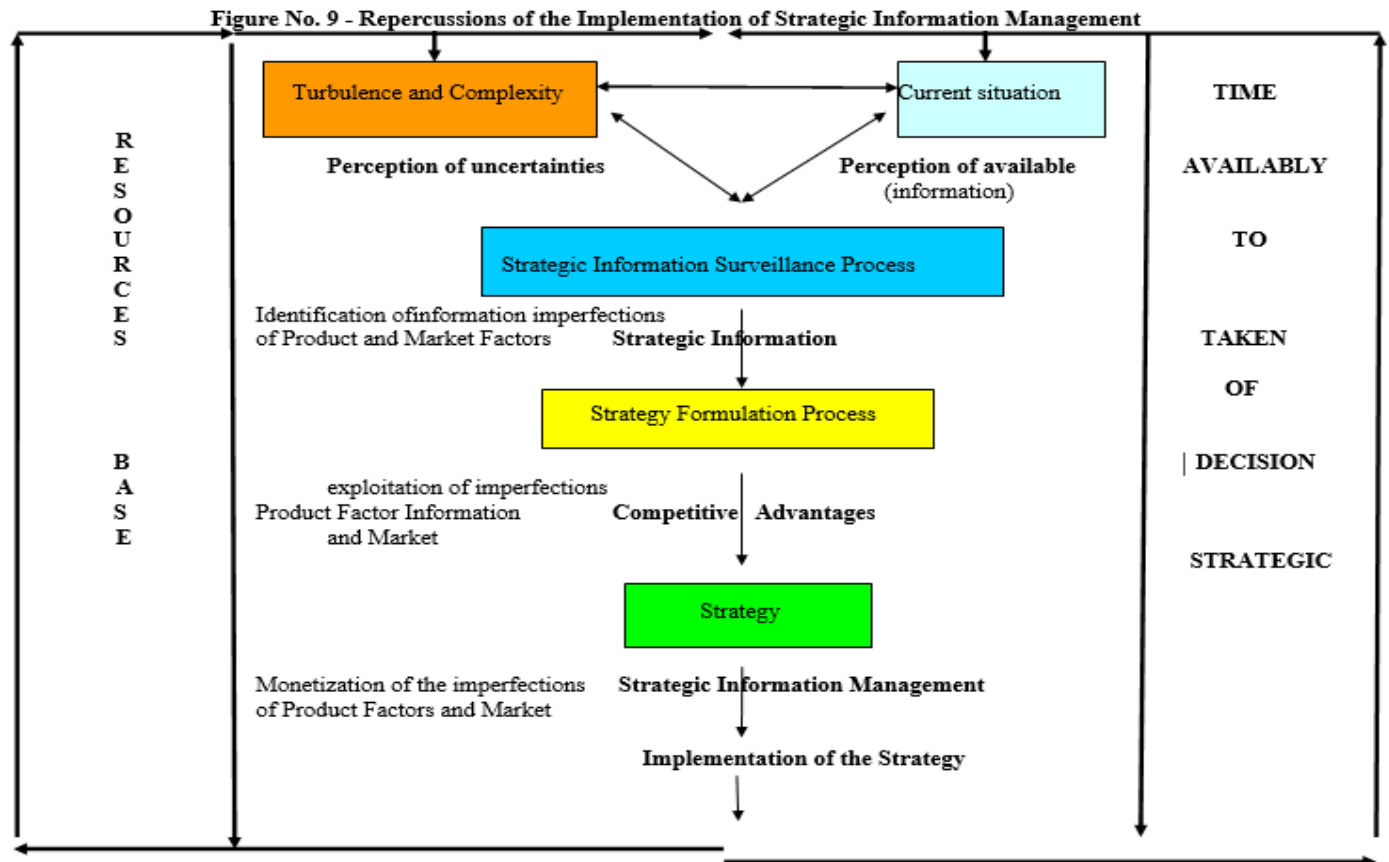 Figure No. 9 - Repercussions of the Implementation of Strategic Information Management
Turbulence and Complexity
Current situation
TIME
Perception of uncertainties
Perception of available
(information)
AVAILABLY
R
E
S
O
U
R
C
E
S
TO
Strategic Information Surveillance Process
Identification ofinformation imperfections
of Product and Market Factors
Strategic Information
TAKEN
OF
Strategy Formulation Process
B
A
S
E
| DECISION
exploitation of imperfections
Product Factor Information
and Market
Competitive Advantages
STRATEGIC
Strategy
Monetization of the imperfections
of Product Factors and Market
Strategic Information Management
Implementation of the Strategy